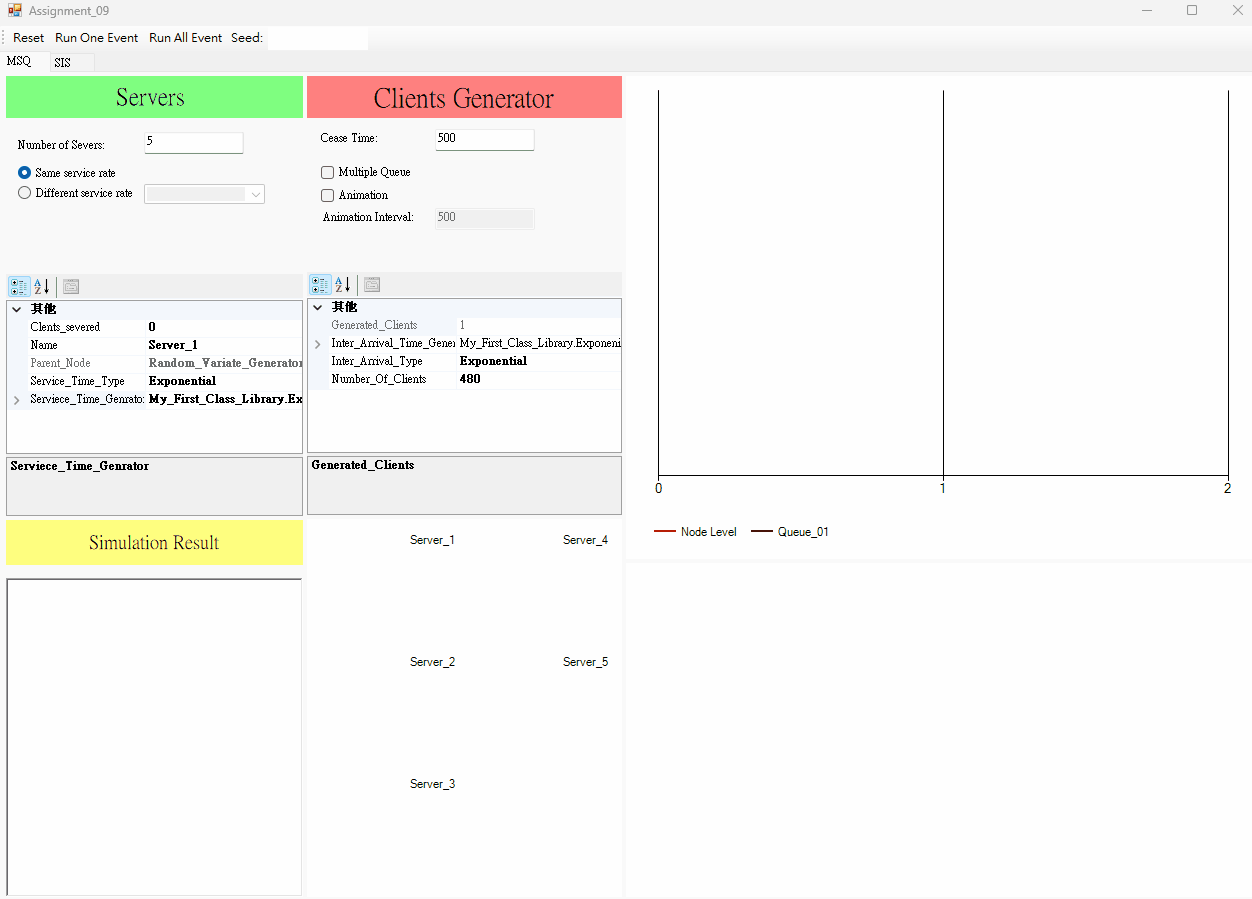 Assignment_09
Reset Run One Event Run All Event Seed:
MSQ SIS
Servers
Number of Severs: 5
Same service rate
Different service rate
其他
Clents_severed 0
Name Server_1
Parent_Node Random_Variate_Generator
Service_Time_Type Exponential
Serviece_Time_Genrato: My_First_Class_Library.Ex
Serviece_Time_Genrator
Clients Generator
Cease Time: 500
Multiple Queue
Animation
Animation Interval: 500
其他
Generated_Clients 1
Inter_Arrival_Time_Gener My_First_Class_Library.Exponeni
Inter_Arrival_Type Exponential
Number_Of_Clients 480
Generated_Clients
0 1 2
Node Level Queue_01
Simulation Result
Server_1 Server_4
Server_2 Server_5
Server_3